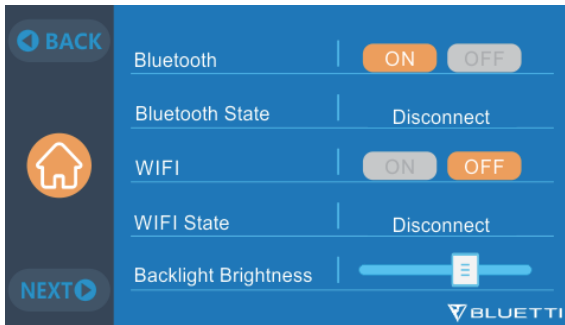 BACK
Bluetooth ON OFF
Bluetooth State Disconnect
WIFI ON OFF
WIFI State Disconnect
Backlight Brightness
NEXT
BLUETTI